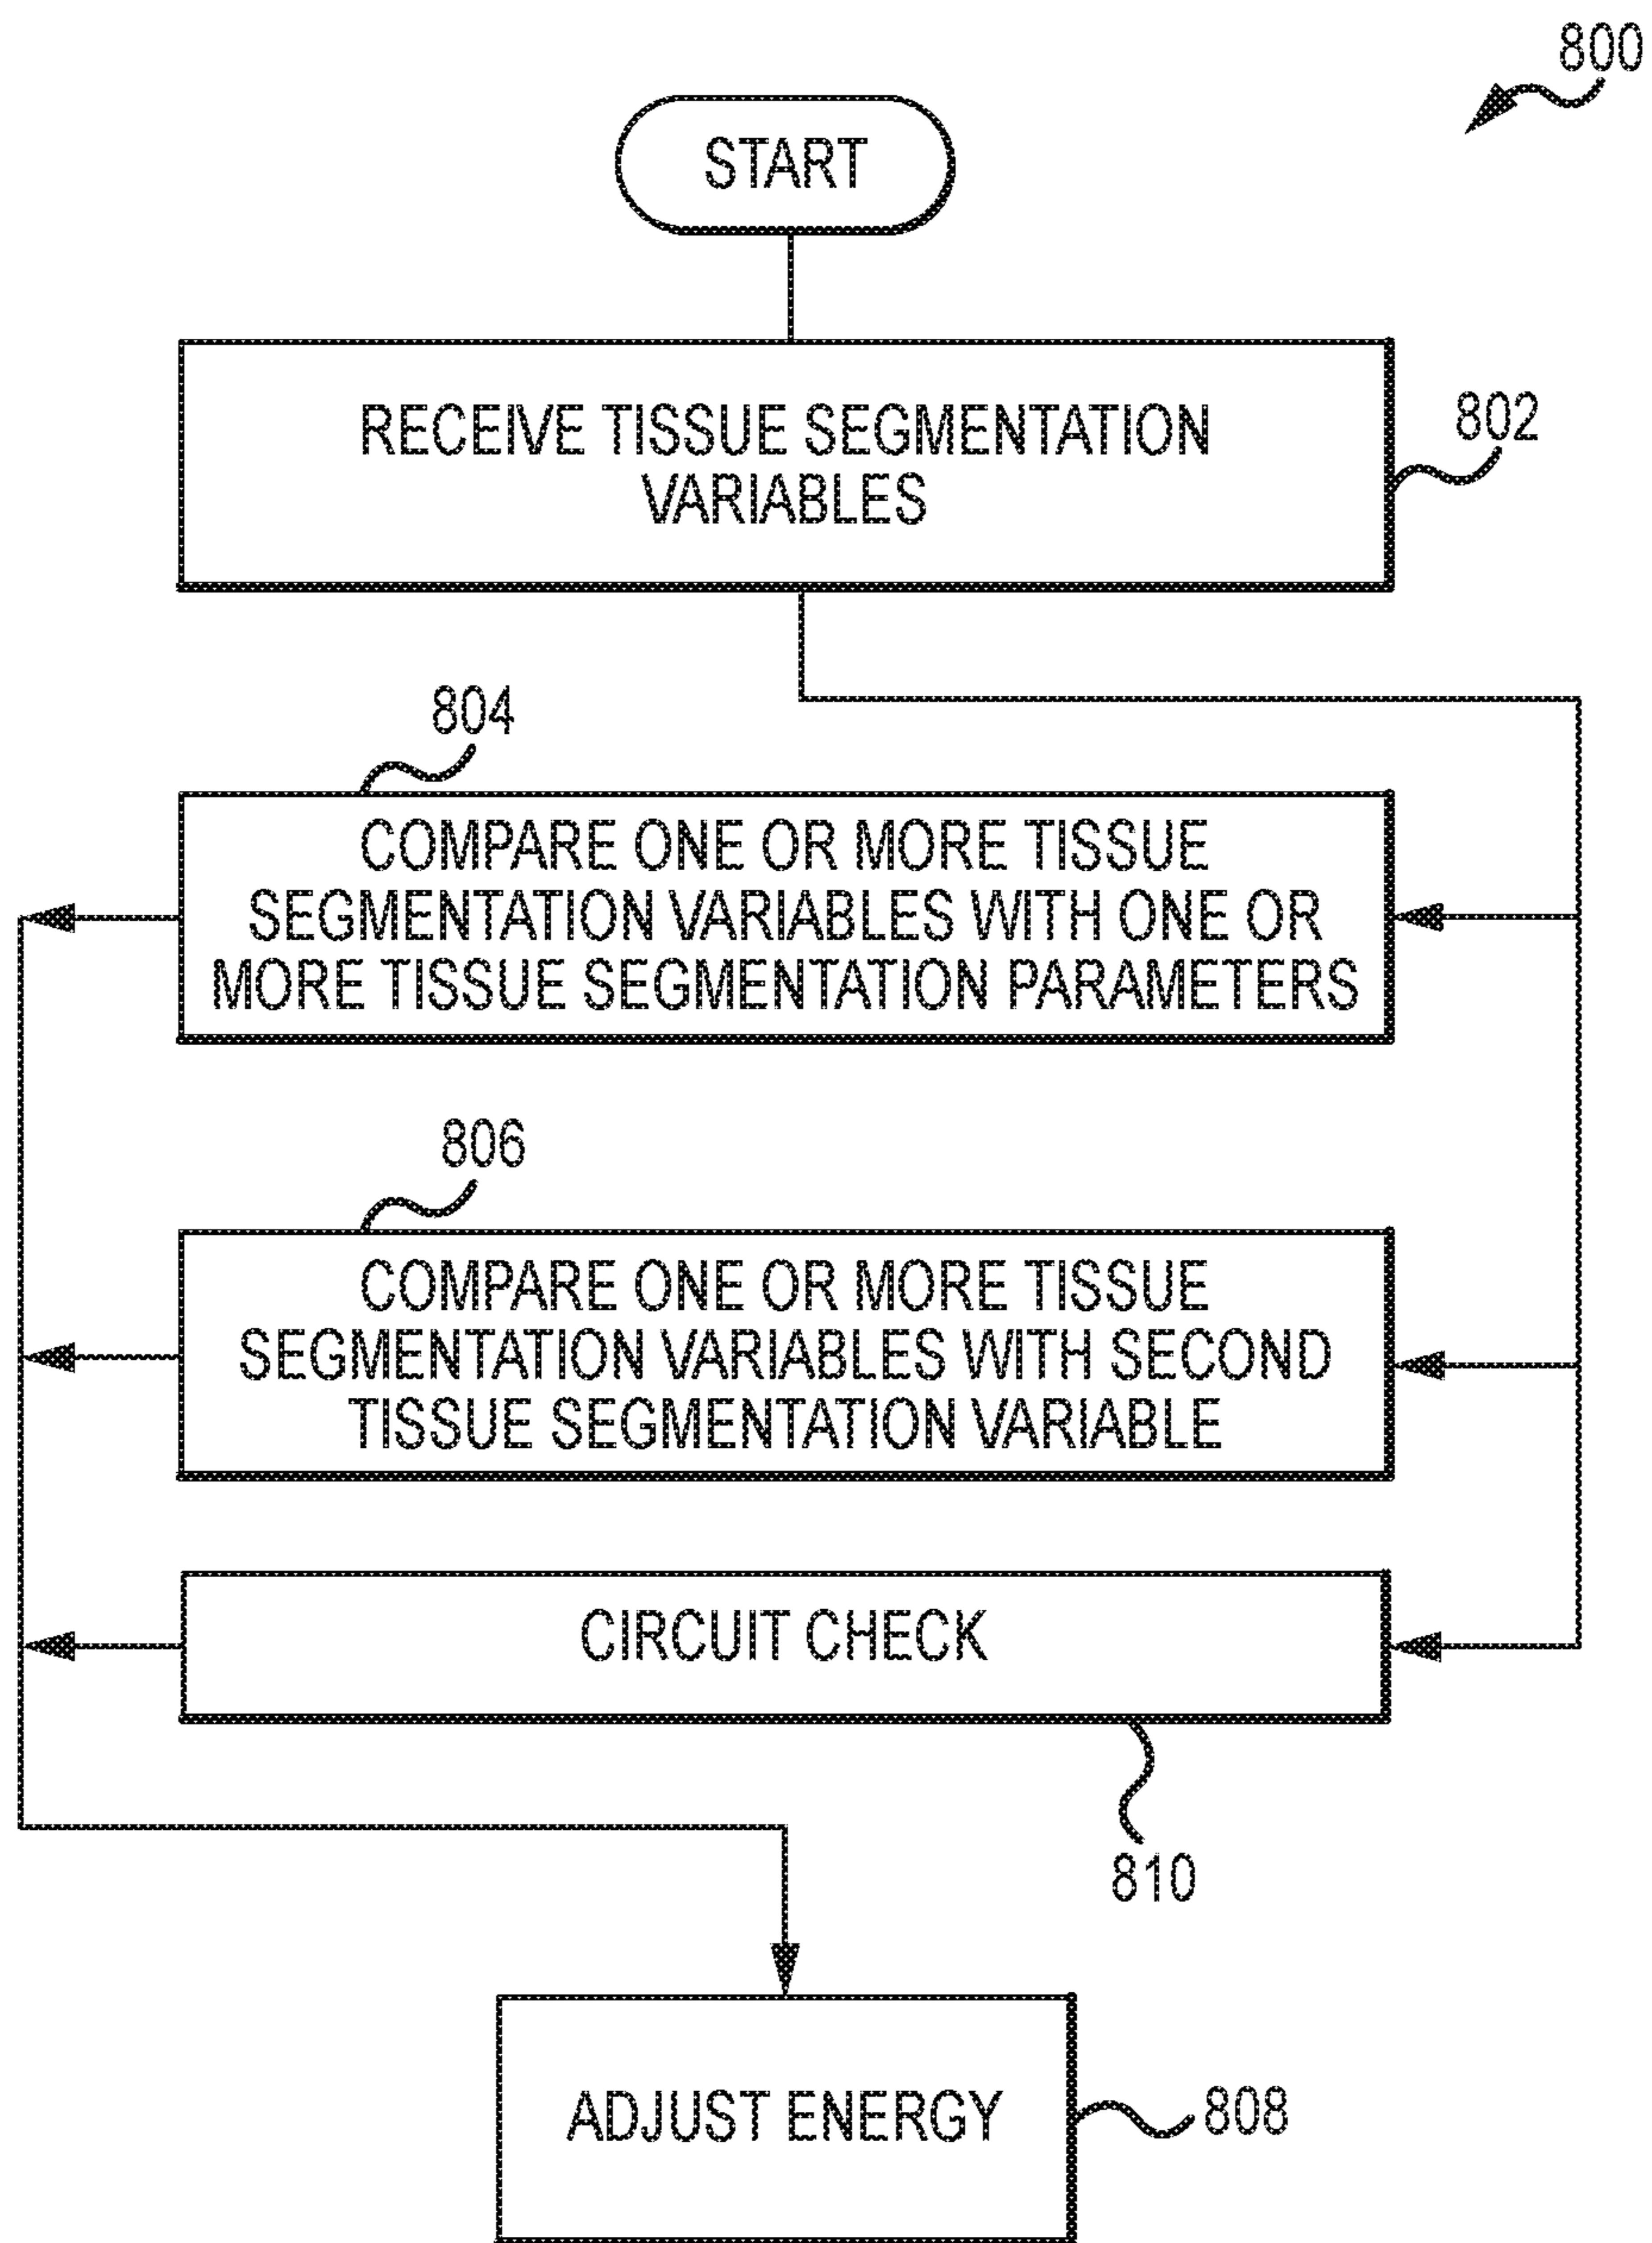 800
START
RECEIVE TISSUE SEGMENTATION
VARIABLES
802
804
COMPARE ONE OR MORE TISSUE
SEGMENTATION VARIABLES WITH ONE OR
MORE TISSUE SEGMENTATION PARAMETERS
806
COMPARE ONE OR MORE TISSUE
SEGMENTATION VARIABLES WITH SECOND
TISSUE SEGMENTATION VARIABLE
CIRCUIT CHECK
810
ADJUST ENERGY
808